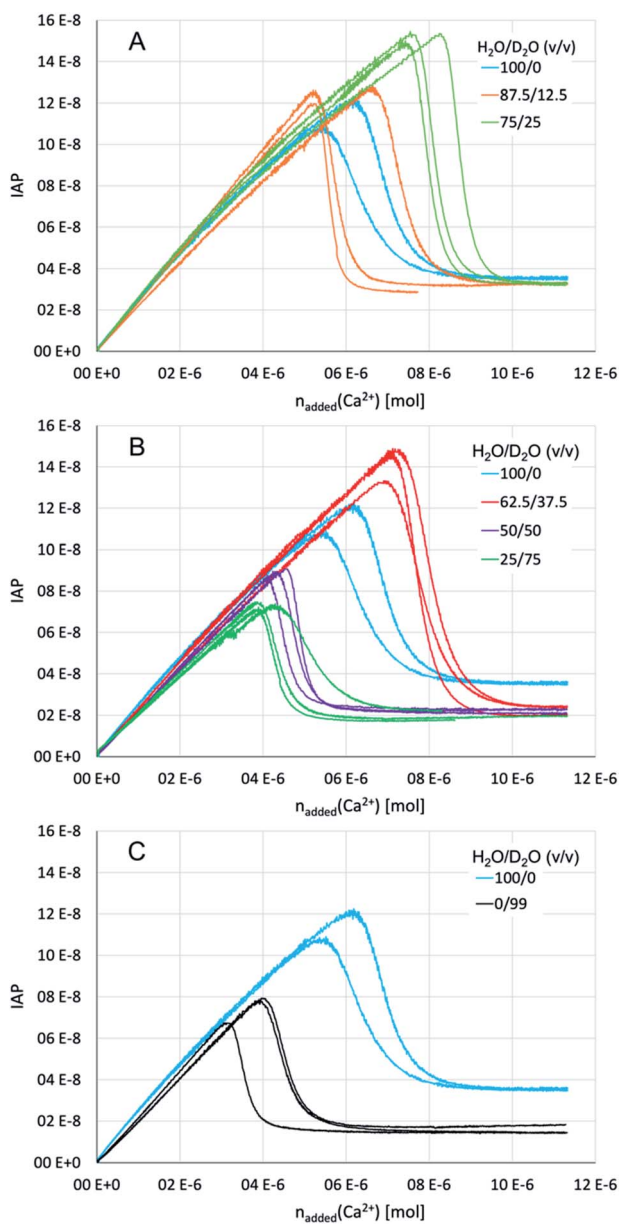 A
H₂O/D₂O (v/v)
100/0
87.5/12.5
75/25
16 E-8
14 E-8
12 E-8
10 E-8
08 E-8
06 E-8
04 E-8
02 E-8
00 E+0
IAP
00 E+0 02 E-6 04 E-6 06 E-6 08 E-6 10 E-6 12 E-6
nadded(Ca²⁺) [mol]
B
H₂O/D₂O (v/v)
100/0
62.5/37.5
50/50
25/75
16 E-8
14 E-8
12 E-8
10 E-8
08 E-8
06 E-8
04 E-8
02 E-8
00 E+0
IAP
00 E+0 02 E-6 04 E-6 06 E-6 08 E-6 10 E-6 12 E-6
nadded(Ca²⁺) [mol]
C
H₂O/D₂O (v/v)
100/0
0/99
16 E-8
14 E-8
12 E-8
10 E-8
08 E-8
06 E-8
04 E-8
02 E-8
00 E+0
IAP
00 E+0 02 E-6 04 E-6 06 E-6 08 E-6 10 E-6 12 E-6
nadded(Ca²⁺) [mol]